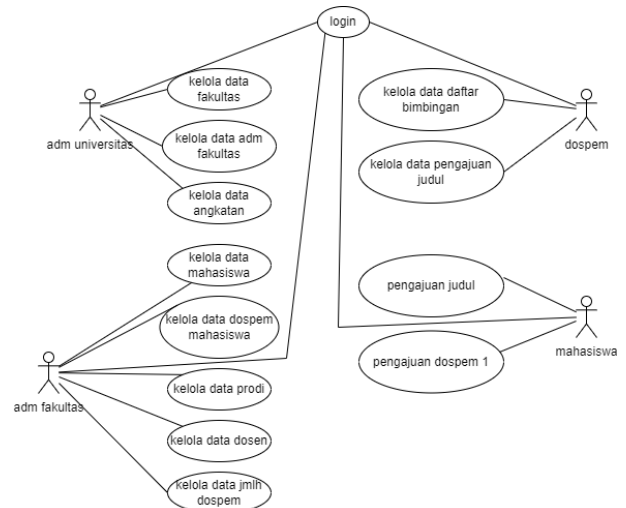 login
kelola data
fakultas
adm universitas
kelola data adm
fakultas
kelola data
angkatan
kelola data daftar
bimbingan
dospem
kelola data pengajuan
judul
kelola data
mahasiswa
kelola data dospem
mahasiswa
adm fakultas
kelola data prodi
kelola data dosen
kelola data jmlh
dospem
pengajuan judul
mahasiswa
pengajuan dospem 1